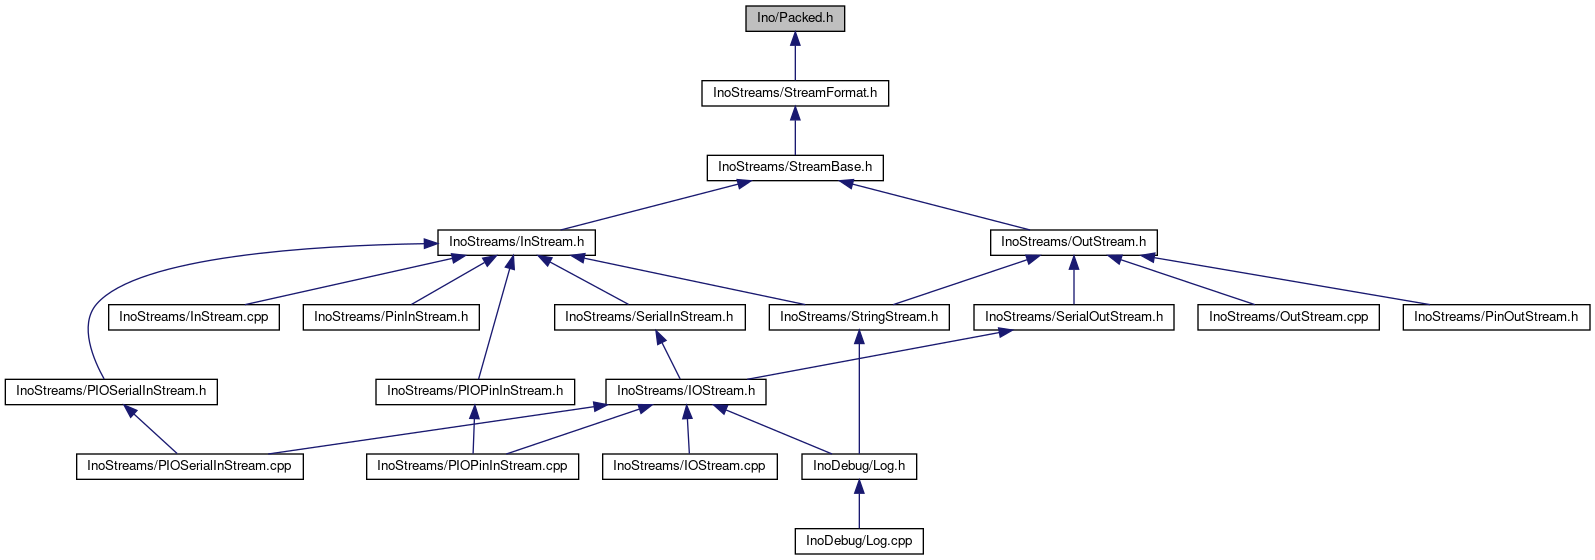 Ino/Packed.h
InoStreams/StreamFormat.h
InoStreams/StreamBase.h
InoStreams/InStream.h
InoStreams/OutStream.h
InoStreams/InStream.cpp
InoStreams/PinInStream.h
InoStreams/SerialInStream.h
InoStreams/StringStream.h
InoStreams/SerialOutStream.h
InoStreams/OutStream.cpp
InoStreams/PinOutStream.h
InoStreams/PIOSerialInStream.h
InoStreams/PIOPinInStream.h
InoStreams/IOStream.h
InoStreams/PIOSerialInStream.cpp
InoStreams/PIOPinInStream.cpp
InoStreams/IOStream.cpp
InoDebug/Log.h
InoDebug/Log.cpp